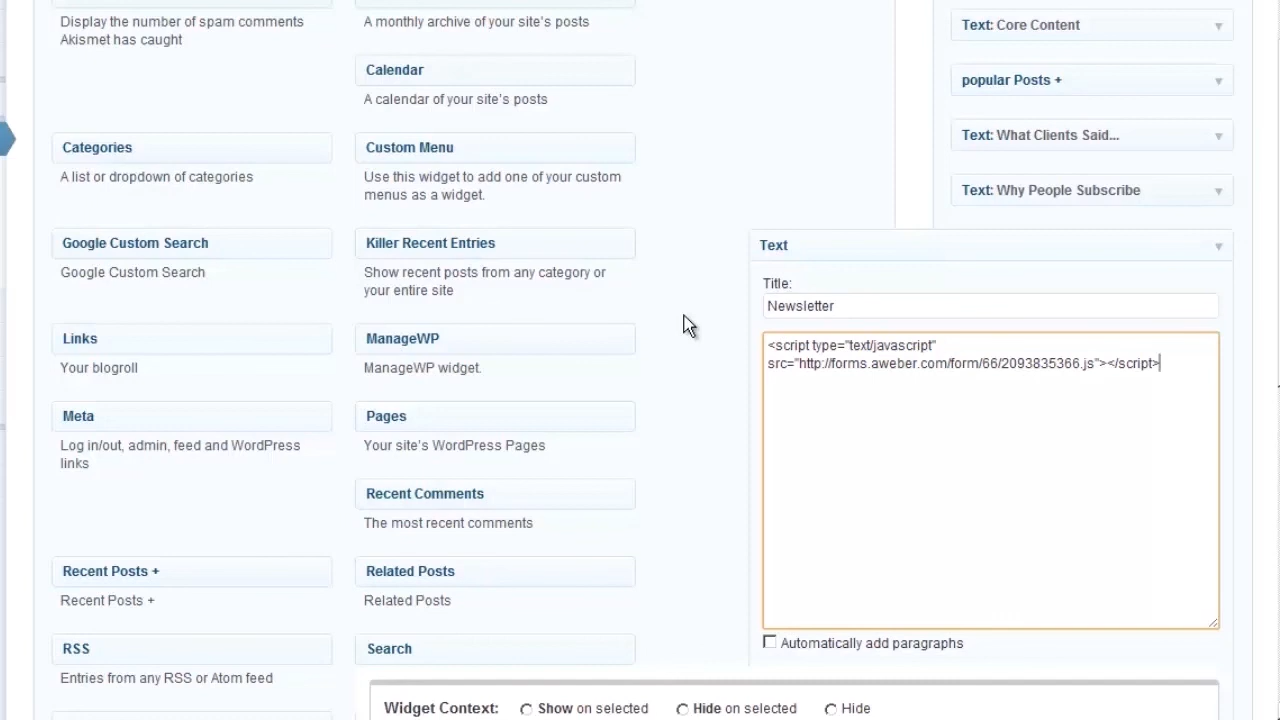 Display the number of spam comments
Akismet has caught
A monthly archive of your site's posts
Calendar
A calendar of your site's posts
Categories
A list or dropdown of categories
Custom Menu
Use this widget to add one of your custom
menus as a widget.
Google Custom Search
Google Custom Search
Killer Recent Entries
Show recent posts from any category or
your entire site
Links
Your blogroll
ManageWP
ManageWP widget.
Meta
Log in/out, admin, feed and WordPress
links
Pages
Your site's WordPress Pages
Recent Comments
The most recent comments
Recent Posts +
Recent Posts +
Related Posts
Related Posts
RSS
Entries from any RSS or Atom feed
Search
Text: Core Content
popular Posts +
Text: What Clients Said...
Text: Why People Subscribe
Text
Title:
Newsletter
<script type="text/javascript"
src="http://forms.aweber.com/form/66/2093835366.js"></script>
Automatically add paragraphs
Widget Context: Show on selected Hide on selected Hide